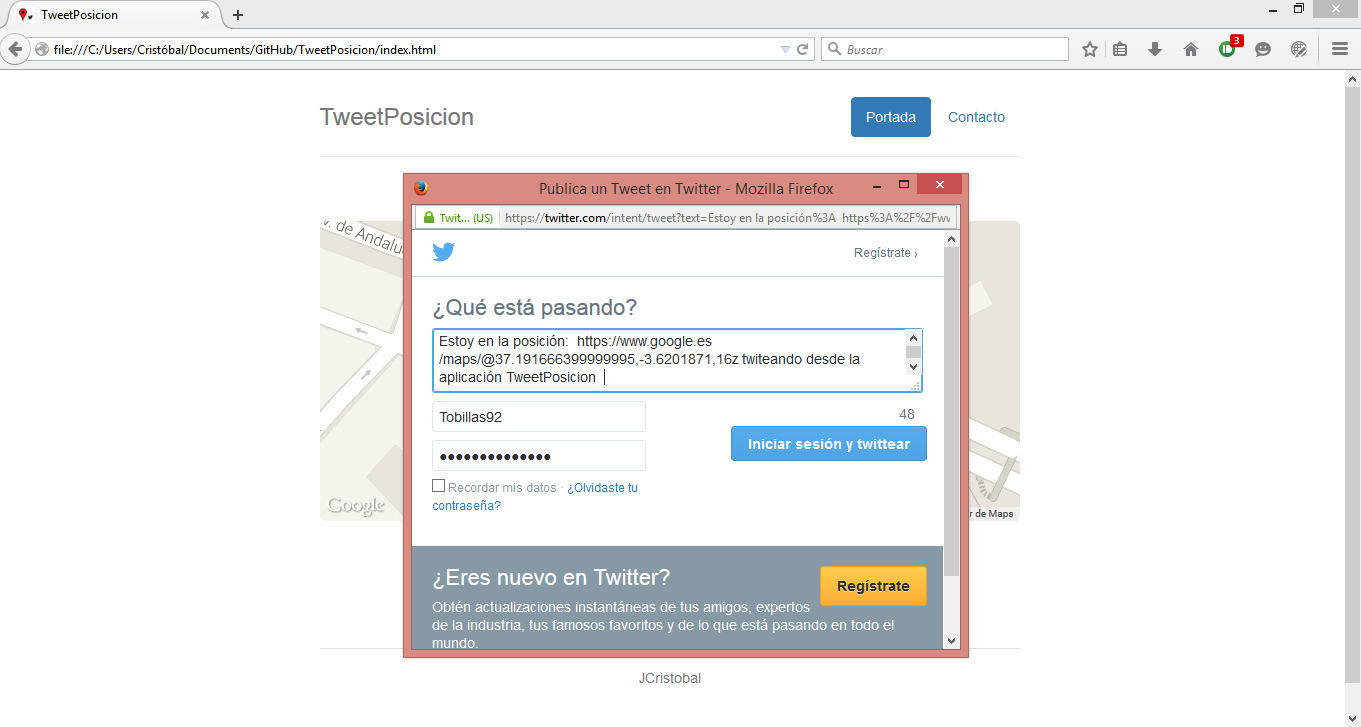 TweetPosicion
file:///C:/Users/Cristóbal/Documents/GitHub/TweetPosicion/index.html
Buscar
3
TweetPosicion
Portada
Contacto
Publica un Tweet en Twitter - Mozilla Firefox
Twit... (US)
https://twitter.com/intent/tweet?text=Estoy en la posición%3A https%3A%2F%2Fwv
Regístrate ›
v. de Andaluc
¿Qué está pasando?
Estoy en la posición:  https://www.google.es
/maps/@37.191666399999995,-3.6201871,16z twiteando desde la
aplicación TweetPosicion
Tobillas92
48
●●●●●●●●●●●●●●
Iniciar sesión y twittear
Recordar mis datos · ¿Olvidaste tu
contraseña?
Google
r de Maps
¿Eres nuevo en Twitter?
Regístrate
Obtén actualizaciones instantáneas de tus amigos, expertos
de la industria, tus famosos favoritos y de lo que está pasando en todo el
mundo.
JCristobal